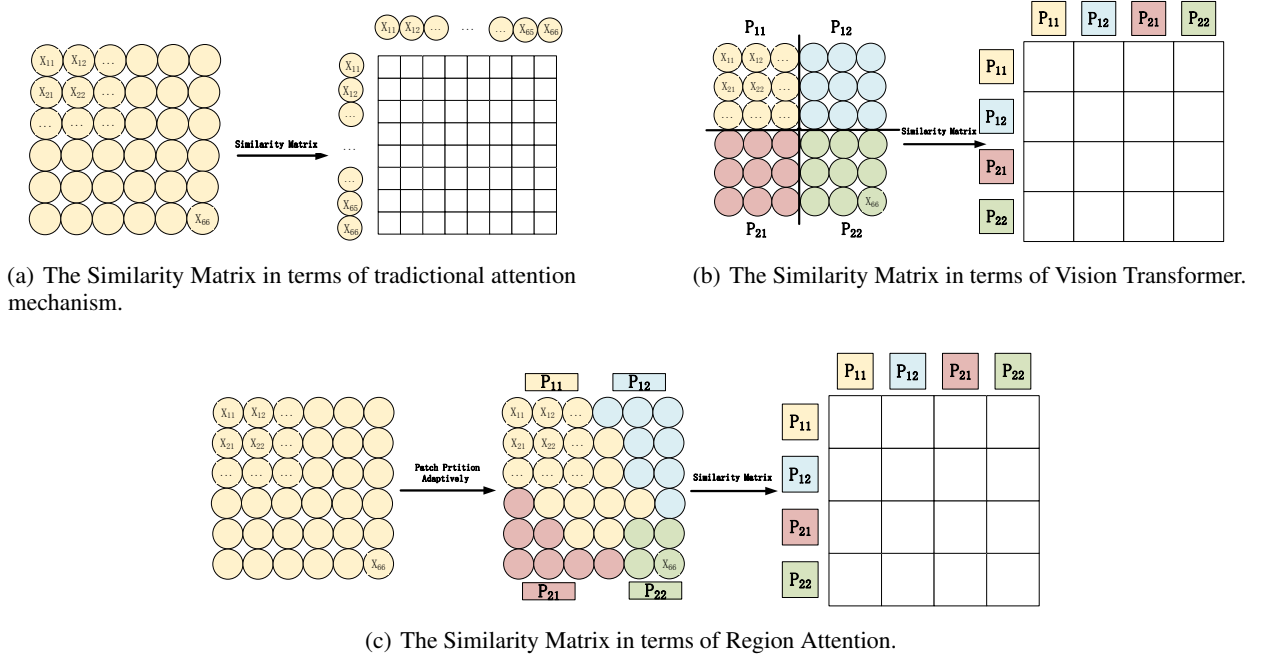 X11 X12 ... ... ... X65 X66
X11 X12 ...
X21 X22 ...
... ... ...
X66
Similarity Matrix
X11
X12
...
...
...
X65
X66
(a) The Similarity Matrix in terms of tradictional attention
mechanism.
P11 P12 P21 P22
P11 P12
X11 X12 ...
X21 X22 ...
... ... ...
X66
P21 P22
Similarity Matrix
P11
P12
P21
P22
(b) The Similarity Matrix in terms of Vision Transformer.
X11 X12 ...
X21 X22 ...
... ... ...
X66
Patch Prtition
Adaptively
P11 P12
X11 X12 ...
X21 X22 ...
... ... ...
X66
P21 P22
Similarity Matrix
P11 P12 P21 P22
P11
P12
P21
P22
(c) The Similarity Matrix in terms of Region Attention.